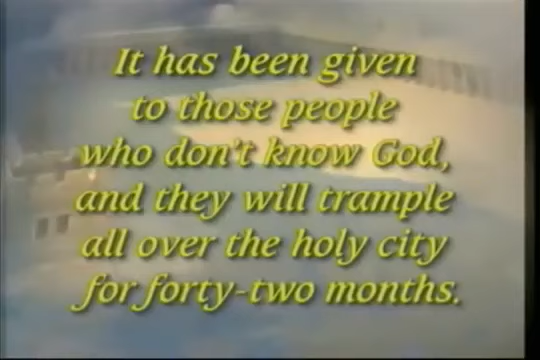 It has been given
to those people
who don't know God,
and they will trample
all over the holy city
for forty-two months.